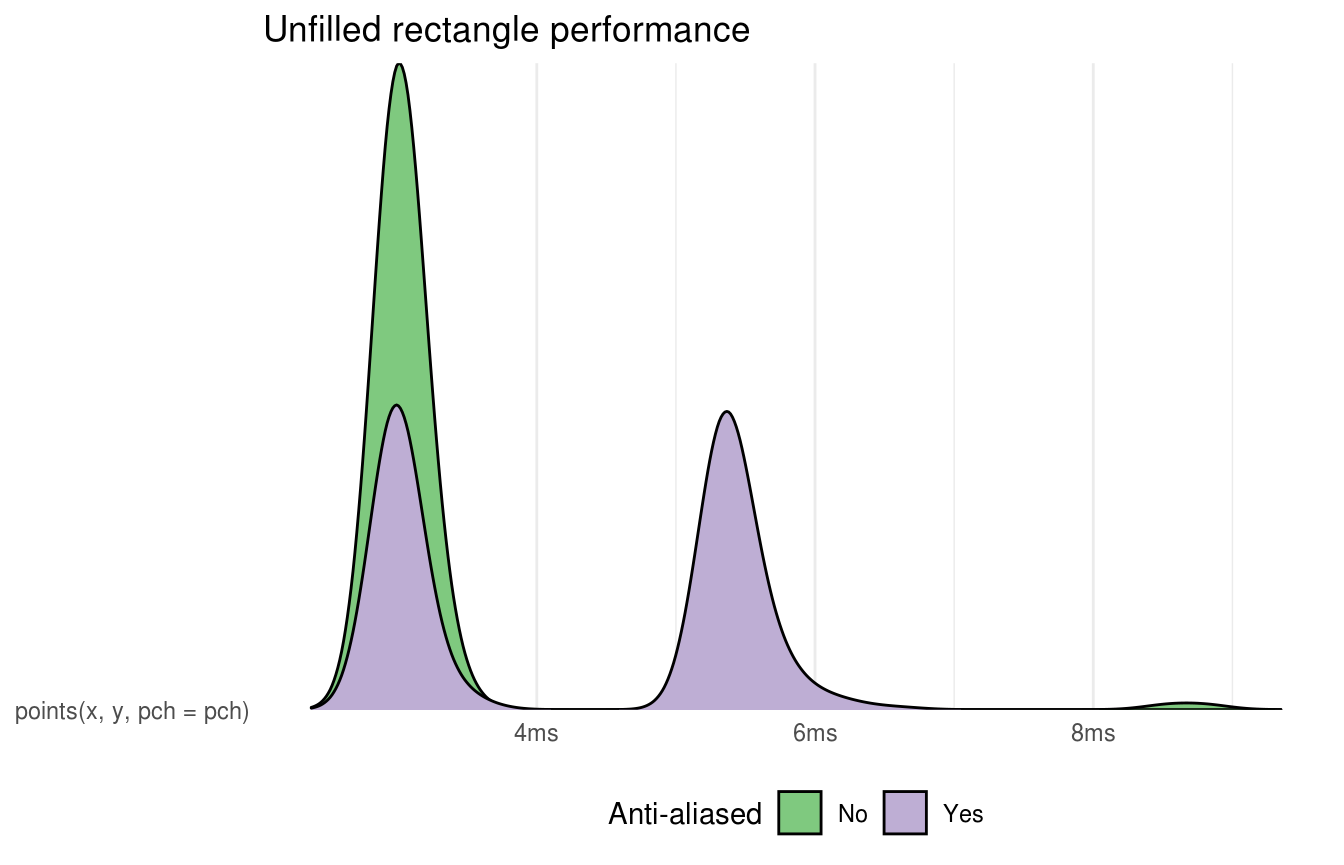 Unfilled rectangle performance
points(x, y, pch = pch)
4ms 6ms 8ms
Anti-aliased No Yes